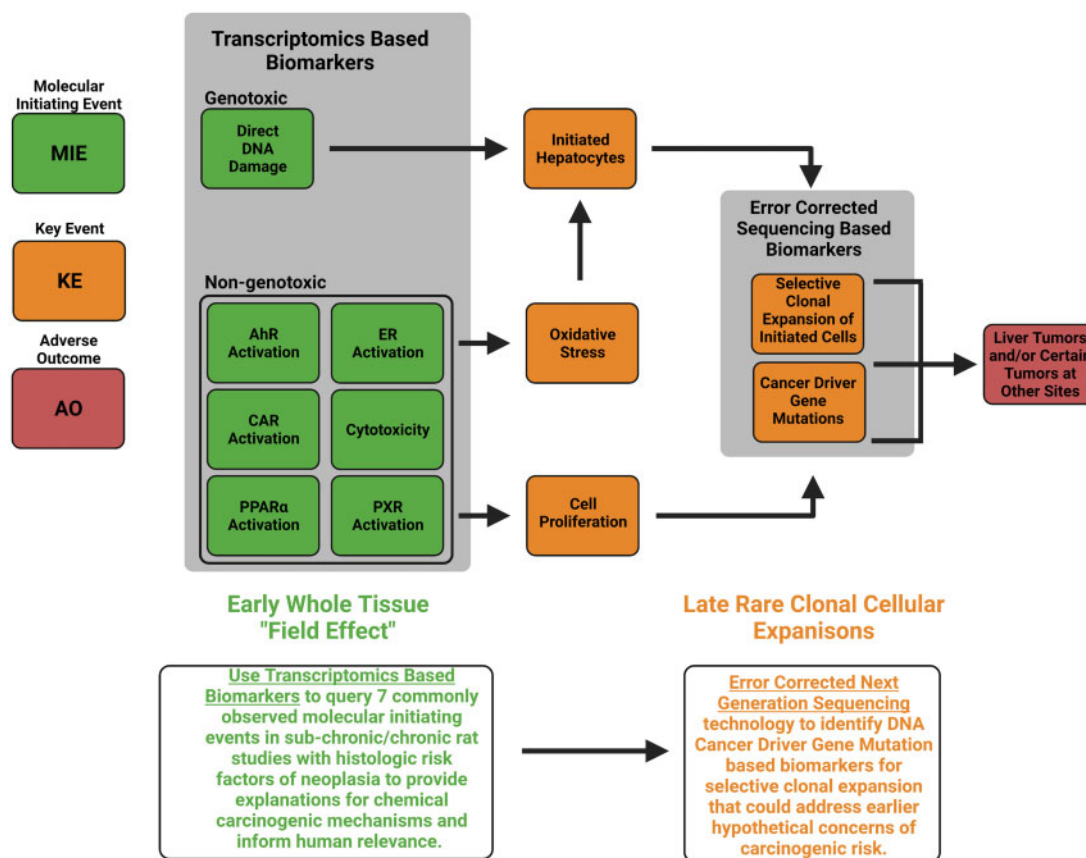 Transcriptomics Based
Biomarkers
Molecular
Initiating Event
MIE
Key Event
KE
Adverse
Outcome
AO
Genotoxic
Direct
DNA
Damage
Initiated
Hepatocytes
Non-genotoxic
AhR
Activation
ER
Activation
CAR
Activation
Cytotoxicity
PPARα
Activation
PXR
Activation
Oxidative
Stress
Cell
Proliferation
Error Corrected
Sequencing Based
Biomarkers
Selective
Clonal
Expansion of
Initiated Cells
Cancer Driver
Gene
Mutations
Liver Tumors
and/or Certain
Tumors at
Other Sites
Early Whole Tissue
"Field Effect"
Use Transcriptomics Based
Biomarkers to query 7 commonly
observed molecular initiating
events in sub-chronic/chronic rat
studies with histologic risk
factors of neoplasia to provide
explanations for chemical
carcinogenic mechanisms and
inform human relevance.
Late Rare Clonal Cellular
Expanisons
Error Corrected Next
Generation Sequencing
technology to identify DNA
Cancer Driver Gene Mutation
based biomarkers for
selective clonal expansion
that could address earlier
hypothetical concerns of
carcinogenic risk.